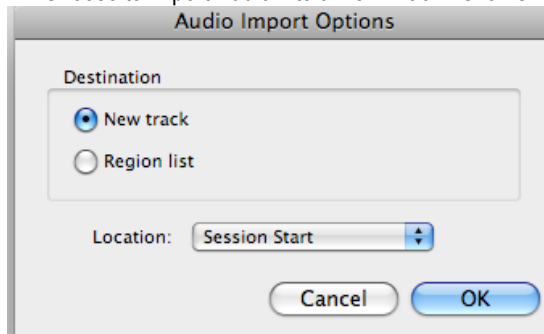 Audio Import Options
Destination
New track
Region list
Location: Session Start
Cancel OK